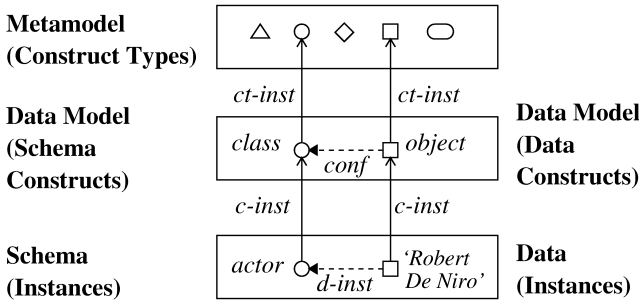 Metamodel
(Construct Types)
ct-inst
ct-inst
Data Model
(Schema
Constructs)
class
conf
object
Data Model
(Data
Constructs)
c-inst
c-inst
Schema
(Instances)
actor
d-inst
‘Robert
De Niro’
Data
(Instances)